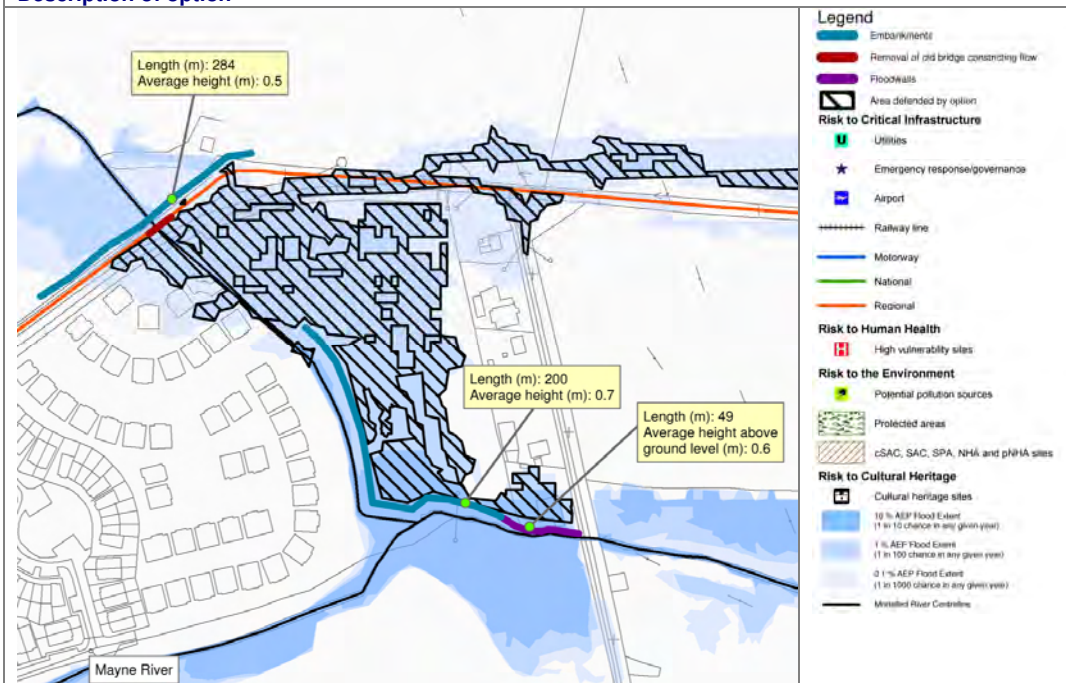 Description of option
Length (m): 284
Average height (m): 0.5
Length (m): 200
Average height (m): 0.7
Length (m): 49
Average height above
ground level (m): 0.6
Mayne River
Legend
Embankments
Removal of old bridge constricting flow
Floodwalls
Area defended by option
Risk to Critical Infrastructure
U Utilities
Emergency response/governance
Airport
Railway line
Motorway
National
Regional
Risk to Human Health
H High vulnerability sites
Risk to the Environment
Potential pollution sources
Protected areas
cSAC, SAC, SPA, NHA and pNHA sites
Risk to Cultural Heritage
Cultural heritage sites
10 % AEP Flood Extent
(1 in 10 chance in any given year)
1 % AEP Flood Extent
(1 in 100 chance in any given year)
0.1 % AEP Flood Extent
(1 in 1000 chance in any given year)
Modelled River Centreline